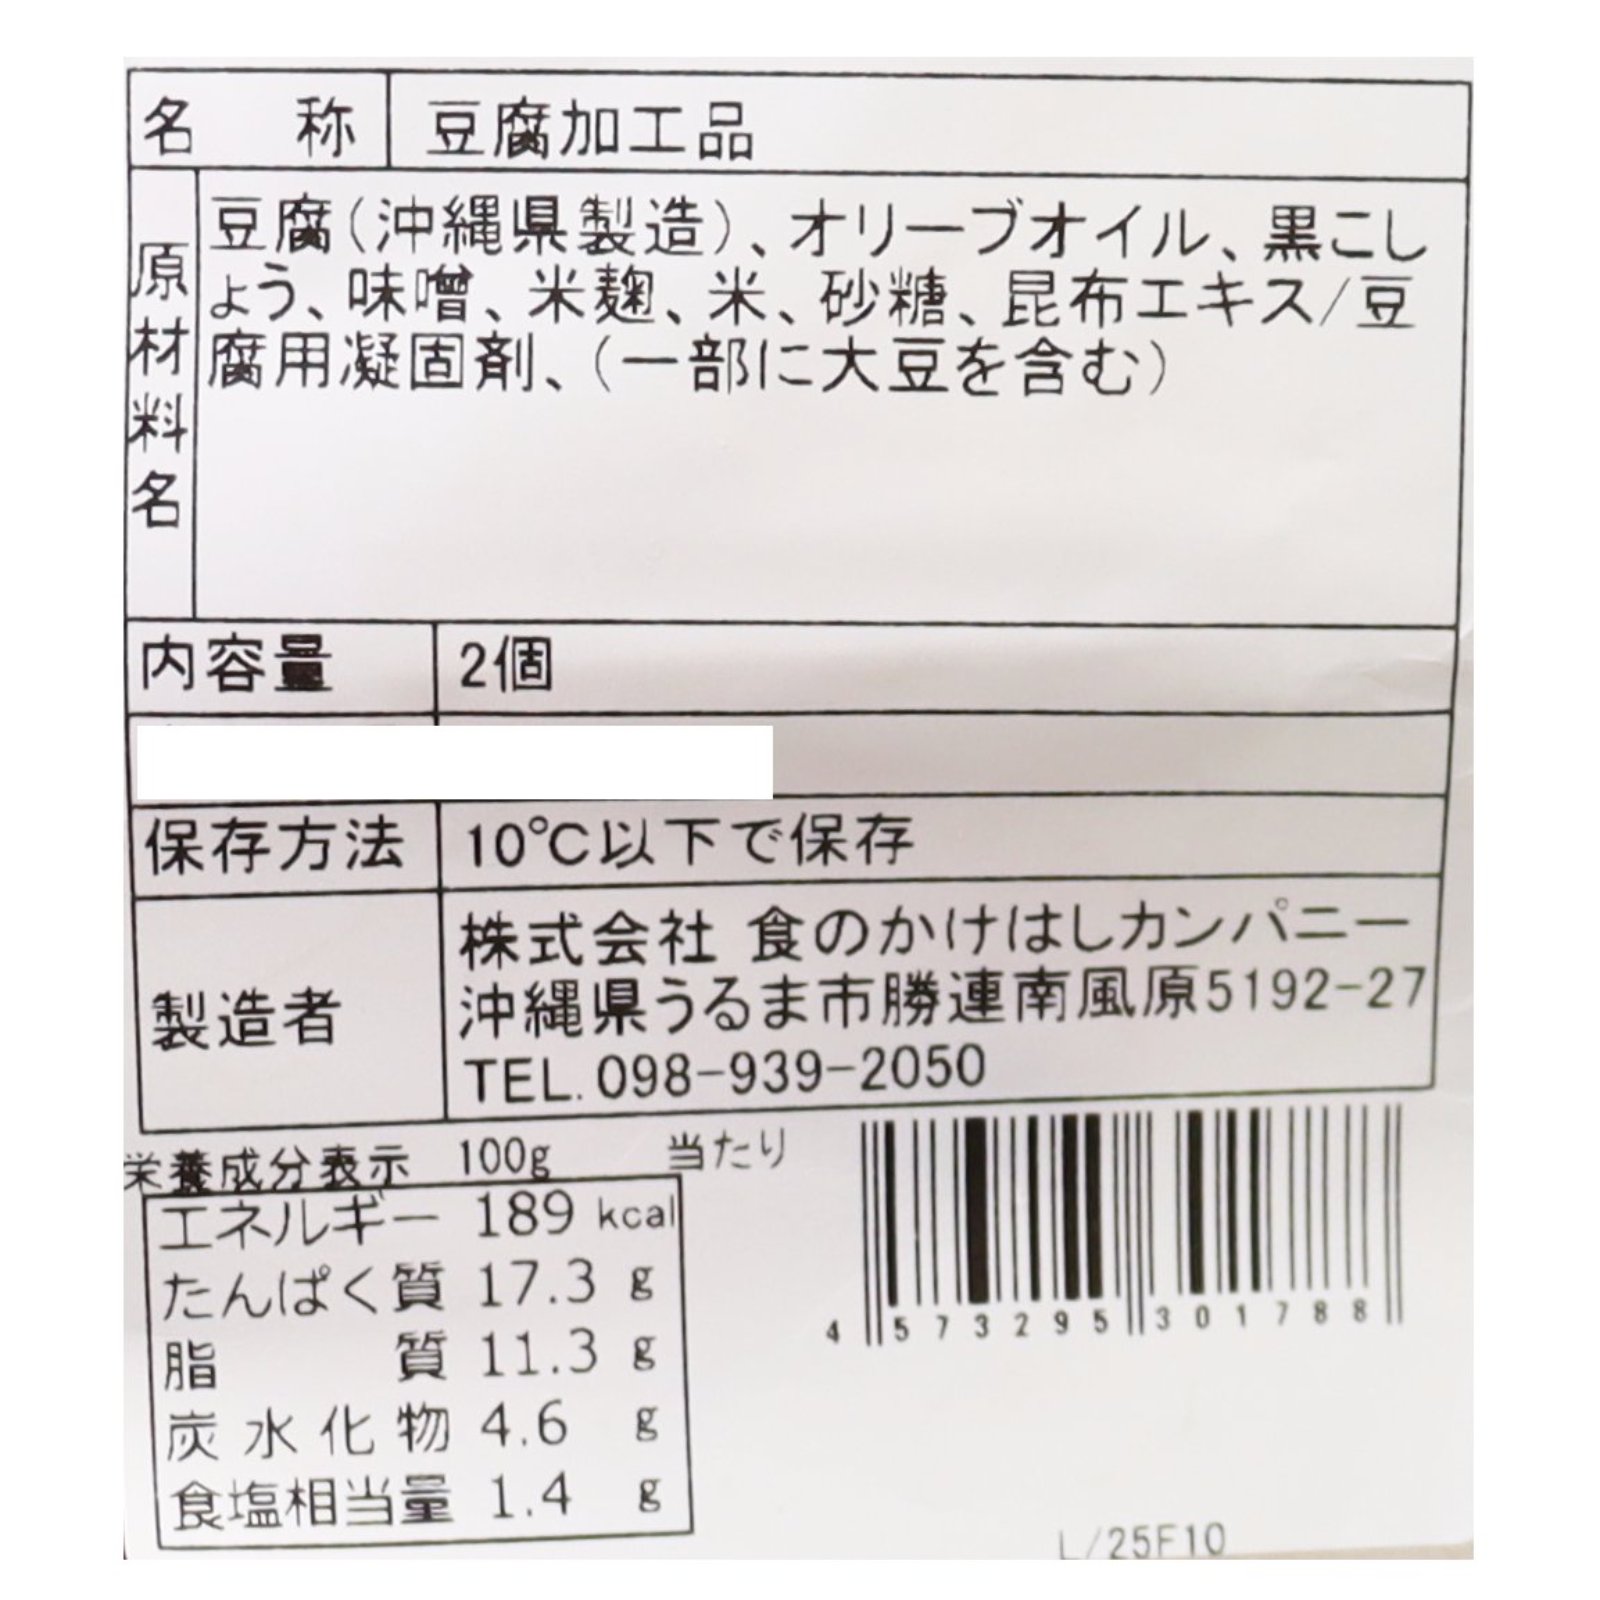 名 称 豆腐加工品
原材料名
豆腐(沖縄県製造)、オリーブオイル、黒こし
ょう、味噌、米麹、米、砂糖、昆布エキス/豆
腐用凝固剤、(一部に大豆を含む)
内容量 2個
保存方法 10℃以下で保存
製造者
株式会社 食のかけはしカンパニー
沖縄県うるま市勝連南風原5192-27
TEL.098-939-2050
栄養成分表示 100g 当たり
エネルギー 189 kcal
たんぱく質 17.3 g
脂質 11.3 g
炭水化物 4.6 g
食塩相当量 1.4 g
4 573295 301788
L/25F10